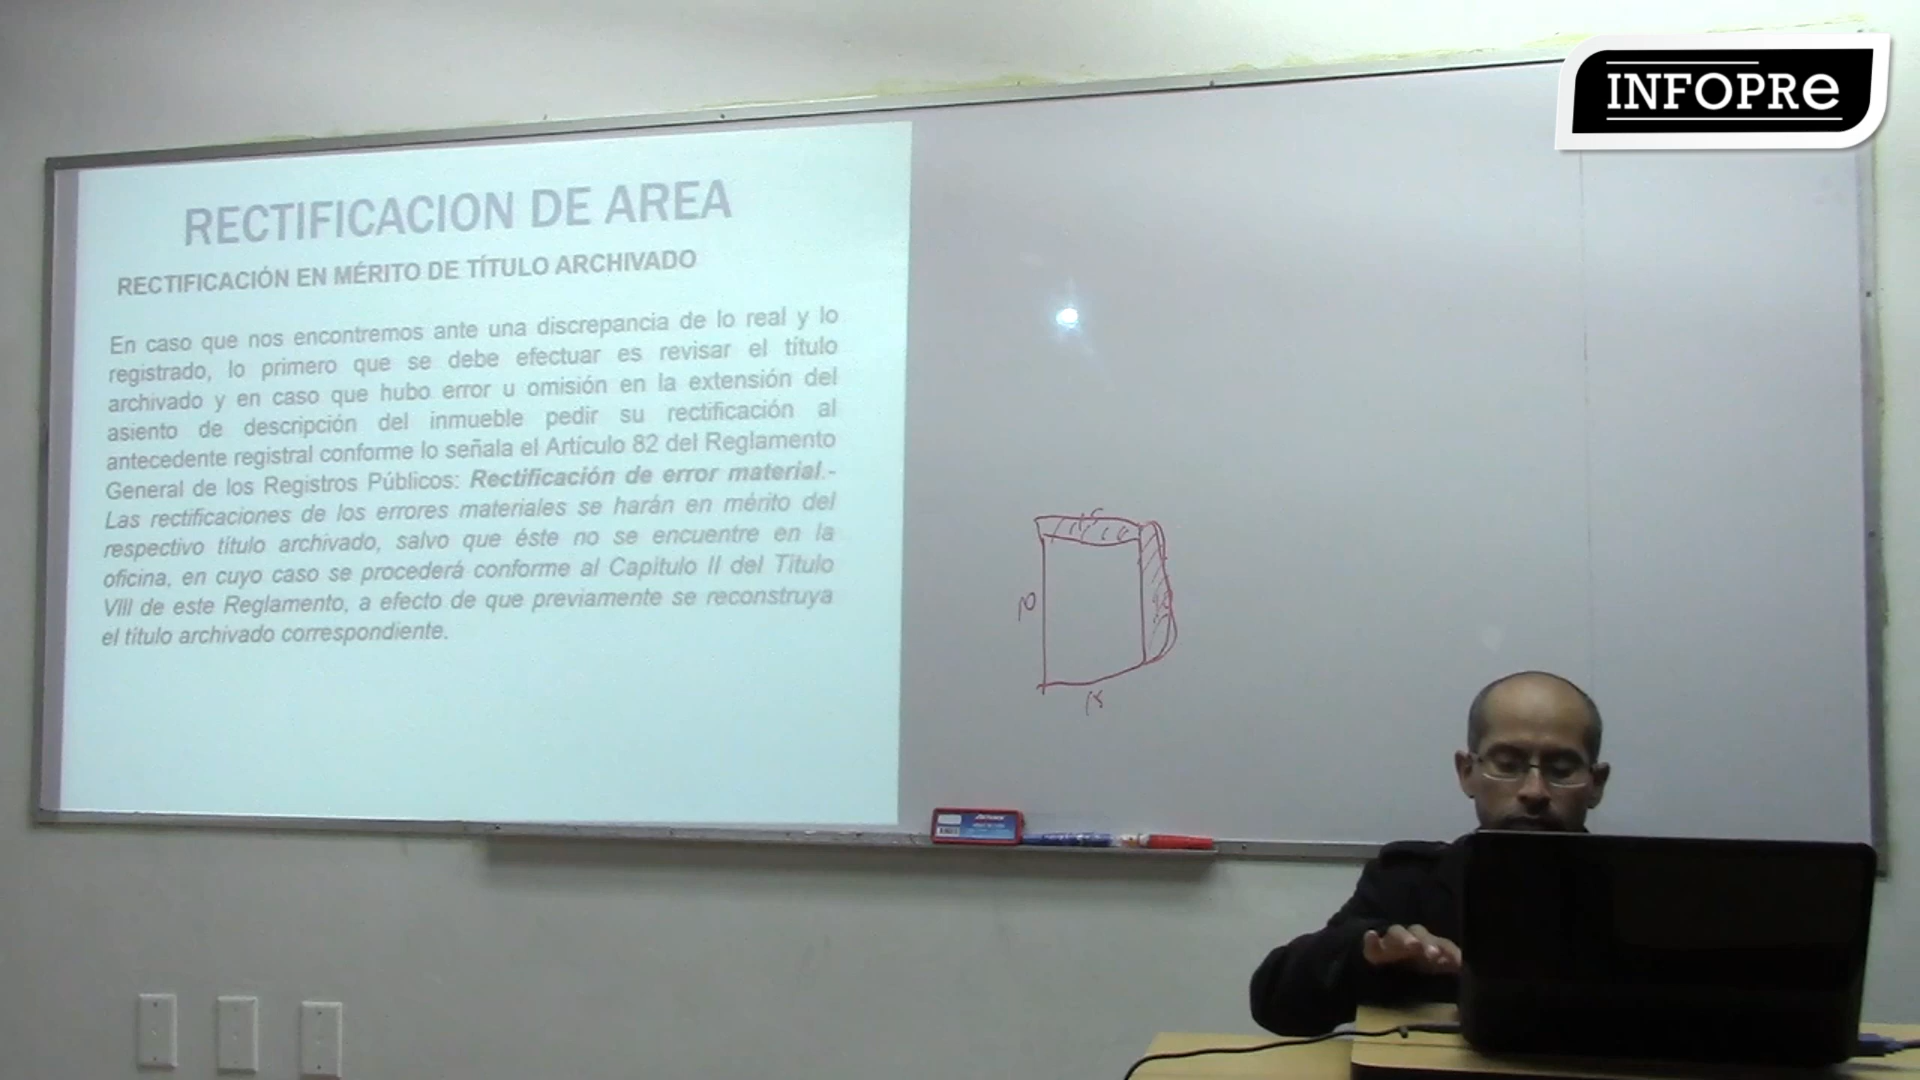 INFOPRe
RECTIFICACION DE AREA
RECTIFICACIÓN EN MÉRITO DE TÍTULO ARCHIVADO
En caso que nos encontremos ante una discrepancia de lo real y lo
registrado, lo primero que se debe efectuar es revisar el título
archivado y en caso que hubo error u omisión en la extensión del
asiento de descripción del inmueble pedir su rectificación al
antecedente registral conforme lo señala el Artículo 82 del Reglamento
General de los Registros Públicos: Rectificación de error material.-
Las rectificaciones de los errores materiales se harán en mérito del
respectivo título archivado, salvo que éste no se encuentre en la
oficina, en cuyo caso se procederá conforme al Capítulo II del Título
VIII de este Reglamento, a efecto de que previamente se reconstruya
el título archivado correspondiente.